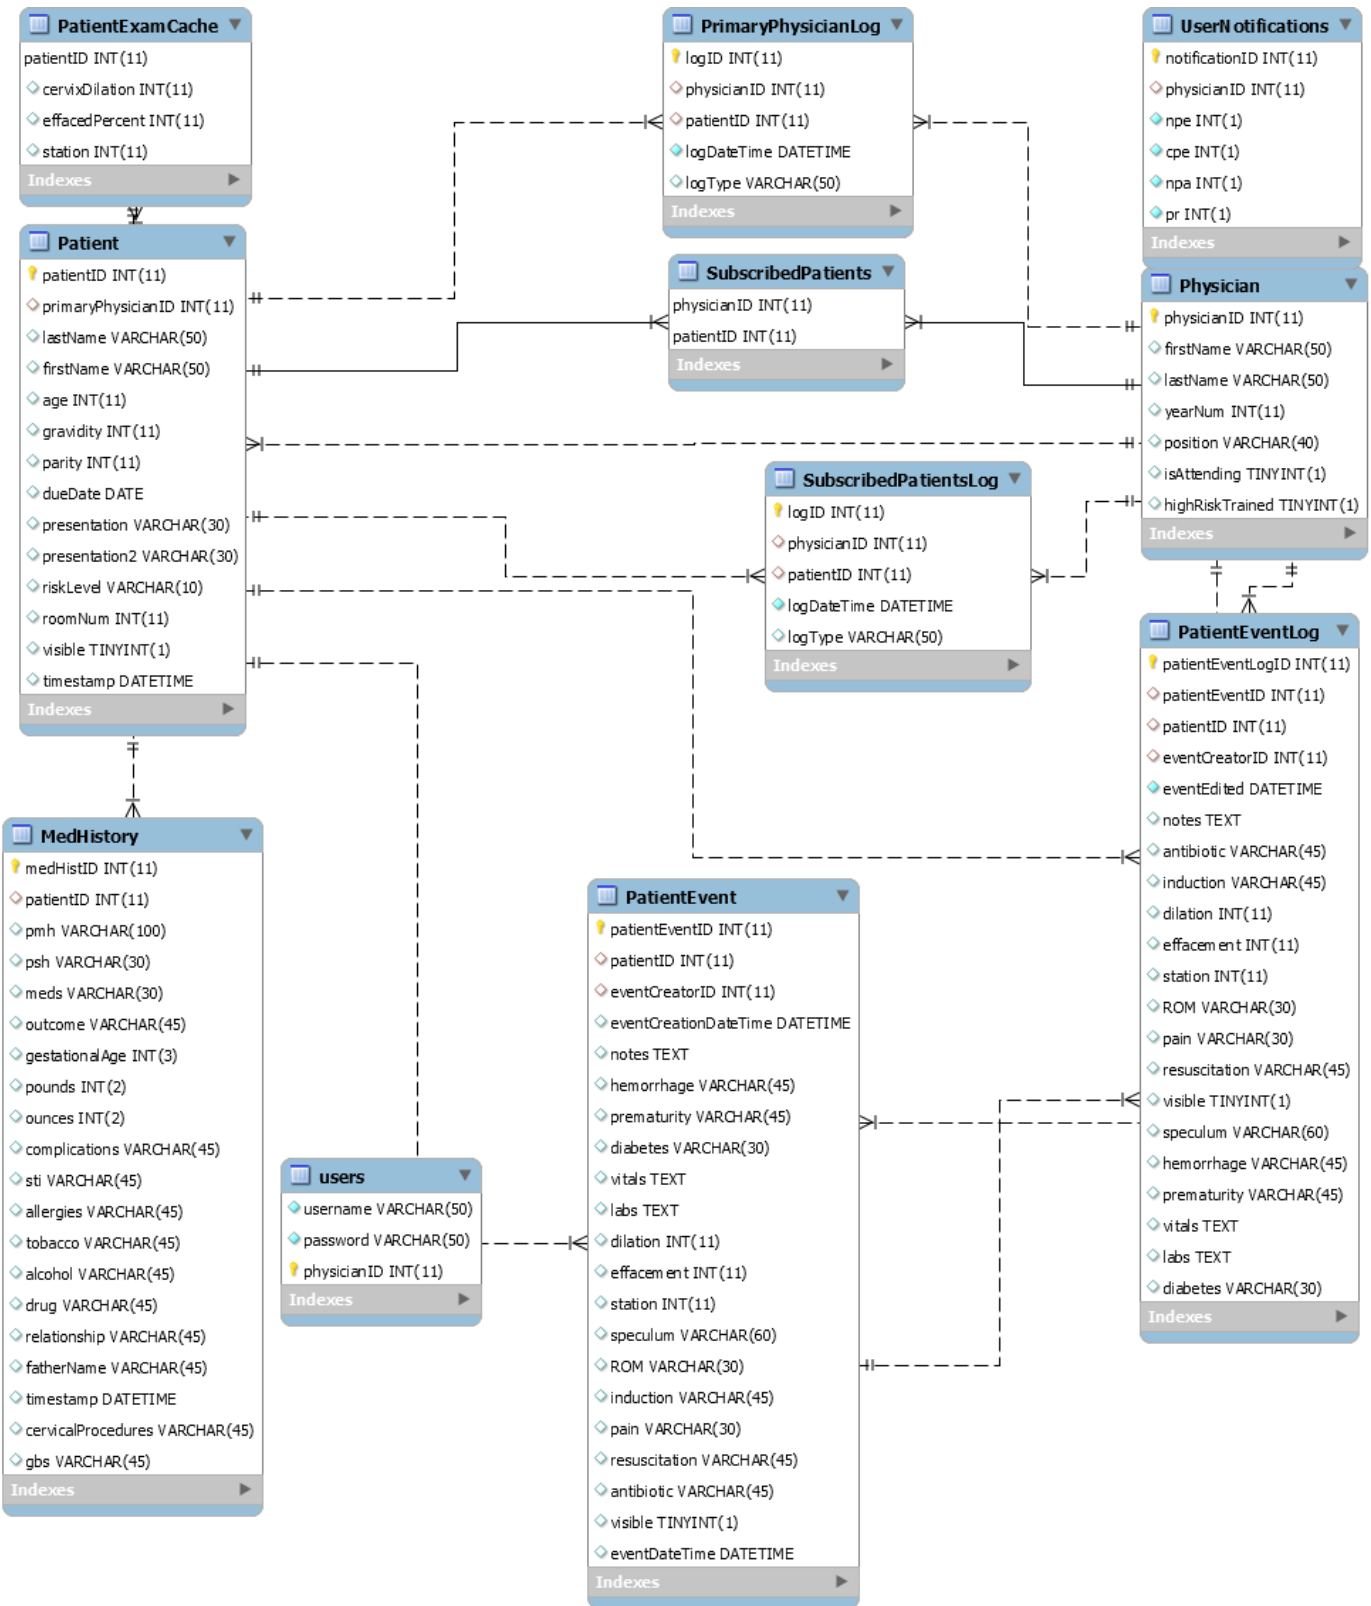 PatientExamCache
patientID INT(11)
cervixDilation INT(11)
effacedPercent INT(11)
station INT(11)
Indexes
PrimaryPhysicianLog
logID INT(11)
physicianID INT(11)
patientID INT(11)
logDateTime DATETIME
logType VARCHAR(50)
Indexes
UserNotifications
notificationID INT(11)
physicianID INT(11)
npe INT(1)
cpe INT(1)
npa INT(1)
pr INT(1)
Indexes
Patient
patientID INT(11)
primaryPhysicianID INT(11)
lastName VARCHAR(50)
firstName VARCHAR(50)
age INT(11)
gravidity INT(11)
parity INT(11)
dueDate DATE
presentation VARCHAR(30)
presentation2 VARCHAR(30)
riskLevel VARCHAR(10)
roomNum INT(11)
visible TINYINT(1)
timestamp DATETIME
Indexes
SubscribedPatients
physicianID INT(11)
patientID INT(11)
Indexes
Physician
physicianID INT(11)
firstName VARCHAR(50)
lastName VARCHAR(50)
yearNum INT(11)
position VARCHAR(40)
isAttending TINYINT(1)
highRiskTrained TINYINT(1)
Indexes
SubscribedPatientsLog
logID INT(11)
physicianID INT(11)
patientID INT(11)
logDateTime DATETIME
logType VARCHAR(50)
Indexes
PatientEventLog
patientEventLogID INT(11)
patientEventID INT(11)
patientID INT(11)
eventCreatorID INT(11)
eventEdited DATETIME
notes TEXT
antibiotic VARCHAR(45)
induction VARCHAR(45)
dilation INT(11)
effacement INT(11)
station INT(11)
ROM VARCHAR(30)
pain VARCHAR(30)
resuscitation VARCHAR(45)
visible TINYINT(1)
speculum VARCHAR(60)
hemorrhage VARCHAR(45)
prematurity VARCHAR(45)
vitals TEXT
labs TEXT
diabetes VARCHAR(30)
Indexes
MedHistory
medHistID INT(11)
patientID INT(11)
pmh VARCHAR(100)
psh VARCHAR(30)
meds VARCHAR(30)
outcome VARCHAR(45)
gestationalAge INT(3)
pounds INT(2)
ounces INT(2)
complications VARCHAR(45)
sti VARCHAR(45)
allergies VARCHAR(45)
tobacco VARCHAR(45)
alcohol VARCHAR(45)
drug VARCHAR(45)
relationship VARCHAR(45)
fatherName VARCHAR(45)
timestamp DATETIME
cervicalProcedures VARCHAR(45)
gbs VARCHAR(45)
Indexes
PatientEvent
patientEventID INT(11)
patientID INT(11)
eventCreatorID INT(11)
eventCreationDateTime DATETIME
notes TEXT
hemorrhage VARCHAR(45)
prematurity VARCHAR(45)
diabetes VARCHAR(30)
vitals TEXT
labs TEXT
dilation INT(11)
effacement INT(11)
station INT(11)
speculum VARCHAR(60)
ROM VARCHAR(30)
induction VARCHAR(45)
pain VARCHAR(30)
resuscitation VARCHAR(45)
antibiotic VARCHAR(45)
visible TINYINT(1)
eventDateTime DATETIME
Indexes
users
username VARCHAR(50)
password VARCHAR(50)
physicianID INT(11)
Indexes